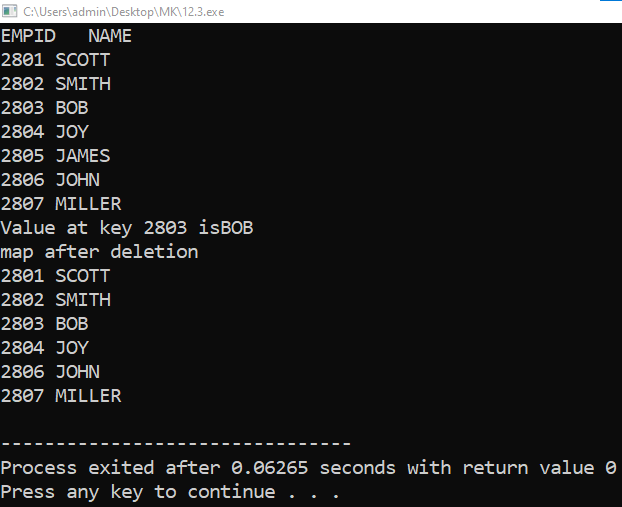 C:\Users\admin\Desktop\MK\12.3.exe
EMPID   NAME
2801 SCOTT
2802 SMITH
2803 BOB
2804 JOY
2805 JAMES
2806 JOHN
2807 MILLER
Value at key 2803 isBOB
map after deletion
2801 SCOTT
2802 SMITH
2803 BOB
2804 JOY
2806 JOHN
2807 MILLER
--------------------------------
Process exited after 0.06265 seconds with return value 0
Press any key to continue . . .